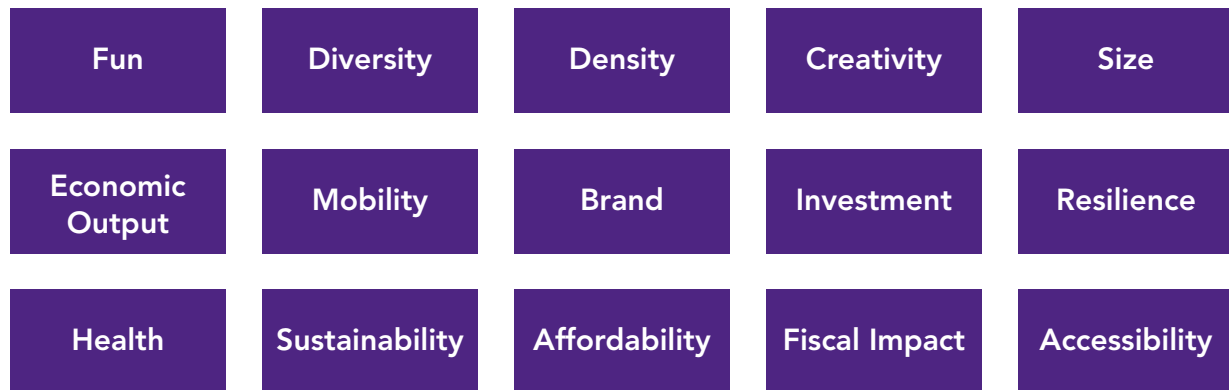 Fun
Diversity
Density
Creativity
Size
Economic
Output
Mobility
Brand
Investment
Resilience
Health
Sustainability
Affordability
Fiscal Impact
Accessibility